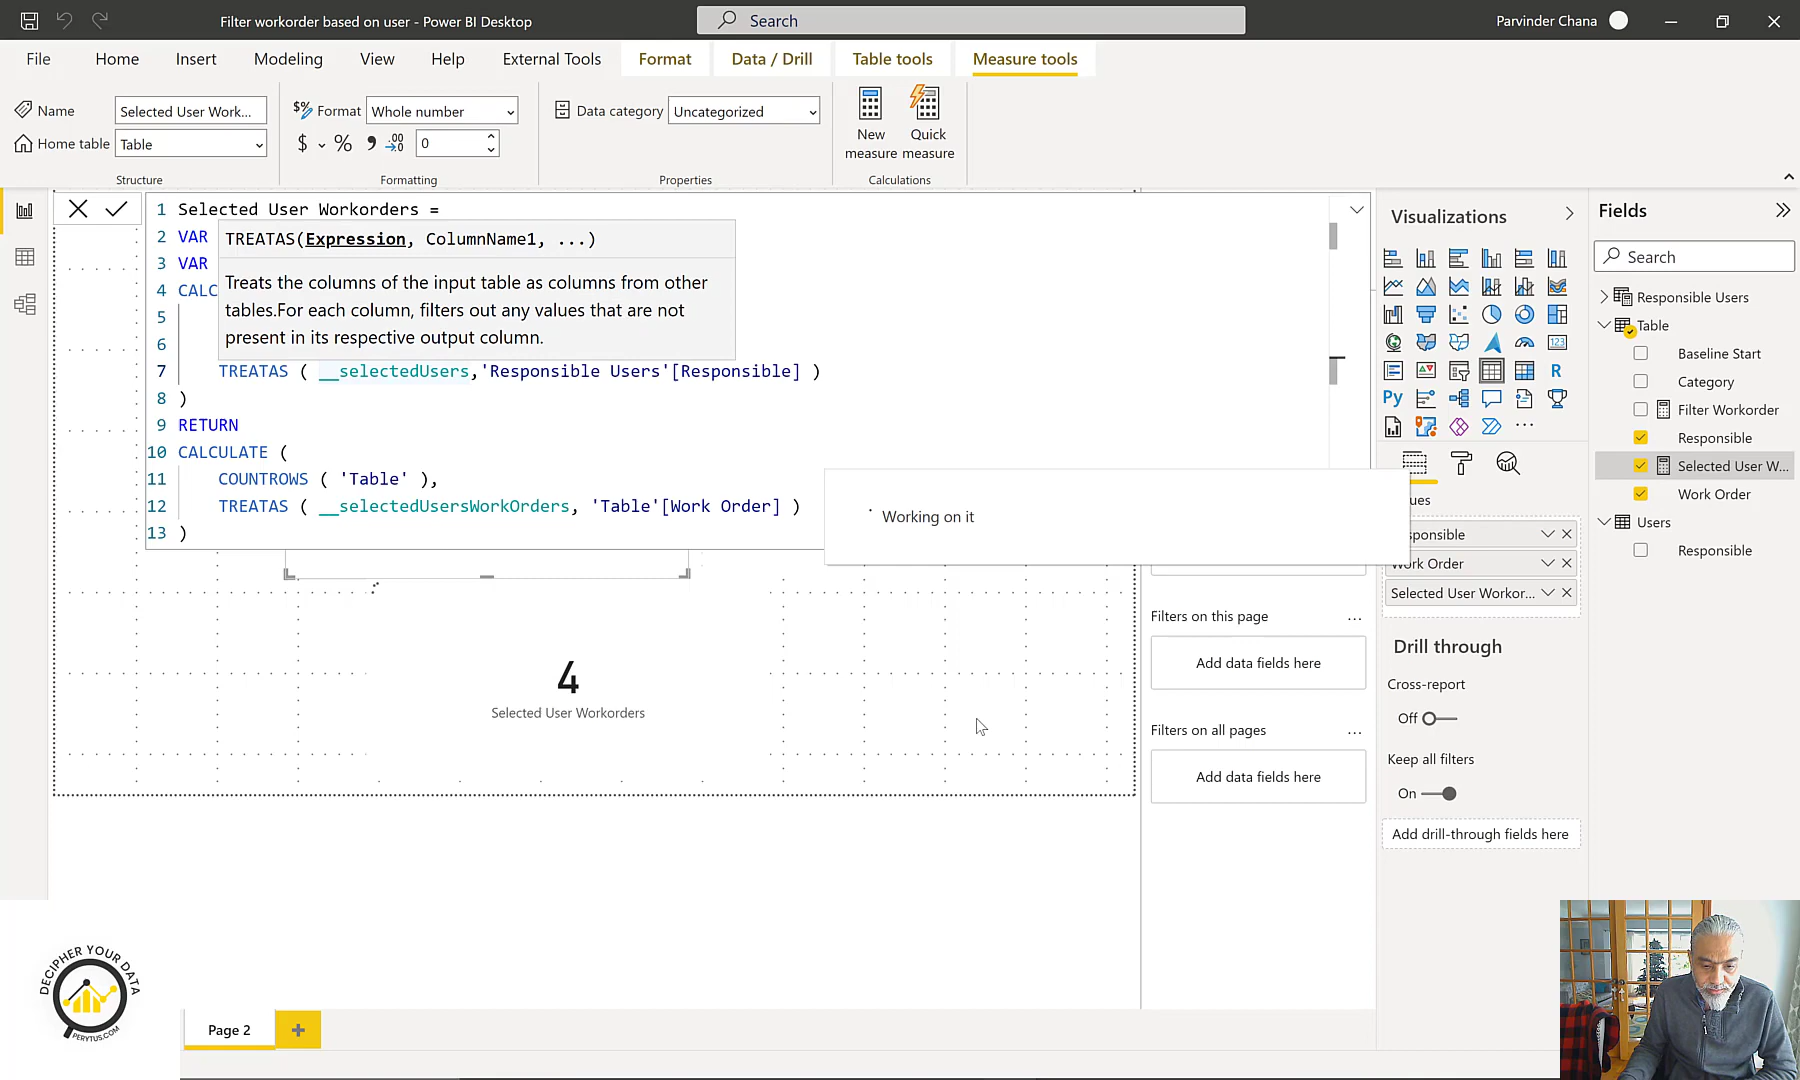 Filter workorder based on user - Power BI Desktop
Search
Parvinder Chana
File
Home
Insert
Modeling
View
Help
External Tools
Format
Data / Drill
Table tools
Measure tools
Name
Selected User Work...
Home table
Table
Structure
$% Format
Whole number
$ % , .00 →.0
0
Formatting
Data category
Uncategorized
Properties
New measure
Quick measure
Calculations
1 Selected User Workorders =
2 VAR
3 VAR
4 CALC
5
6
TREATAS(Expression, ColumnName1, ...)
Treats the columns of the input table as columns from other
tables.For each column, filters out any values that are not
present in its respective output column.
7 TREATAS ( __selectedUsers,'Responsible Users'[Responsible] )
8 )
9 RETURN
10 CALCULATE (
11 COUNTROWS ( 'Table' ),
12 TREATAS ( __selectedUsersWorkOrders, 'Table'[Work Order] )
13 )
Working on it
4
Selected User Workorders
Filters on this page
...
Add data fields here
Filters on all pages
...
Add data fields here
Visualizations
123
R
Py
...
ues
sponsible
Work Order
Selected User Workor...
Drill through
Cross-report
Off
Keep all filters
On
Add drill-through fields here
Fields
Search
Responsible Users
Table
Baseline Start
Category
Filter Workorder
Responsible
Selected User W...
Work Order
Users
Responsible
DECIPHER YOUR DATA
PERYTUS.COM
Page 2
+